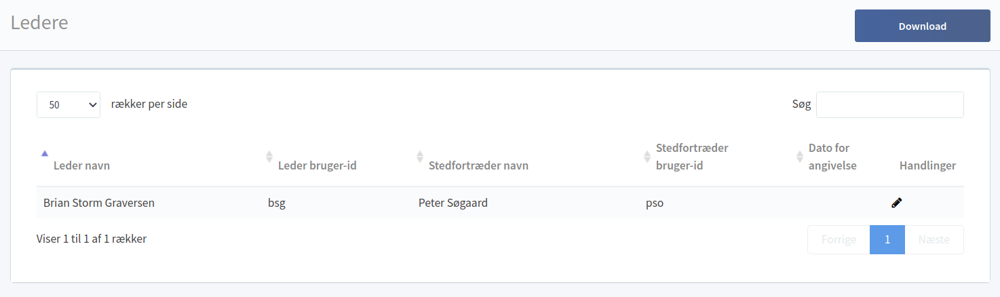 Ledere
Download
50 rækker per side
Søg
Leder navn
Leder bruger-id
Stedfortræder navn
Stedfortræder
bruger-id
Dato for
angivelse
Handlinger
Brian Storm Graversen bsg Peter Søgaard pso
Viser 1 til 1 af 1 rækker
Forrige 1 Næste